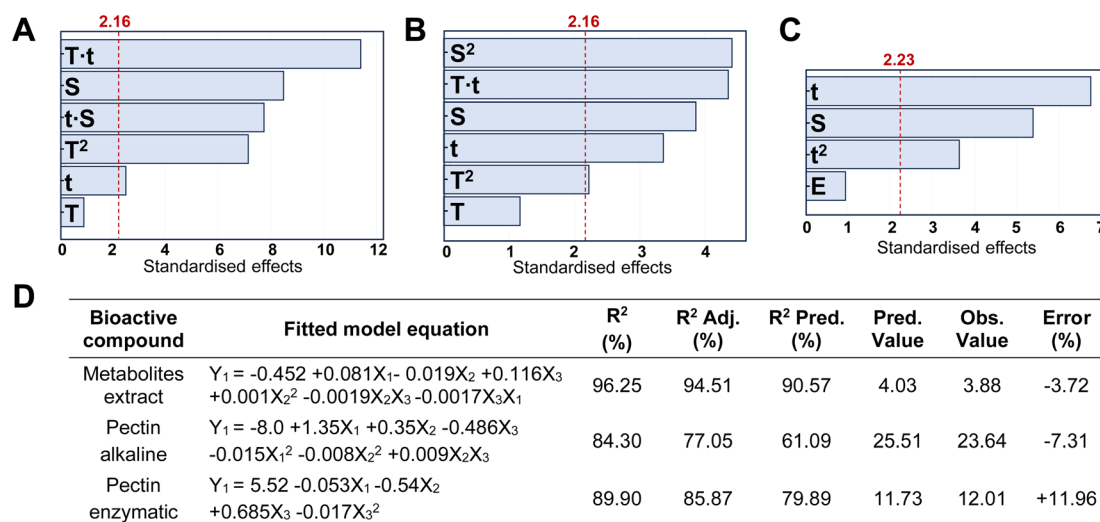 A
2.16
T·t
S
t·S
T²
t
T
0 2 4 6 8 10 12
Standardised effects
B
2.16
S²
T·t
S
t
T²
T
0 1 2 3 4
Standardised effects
C
2.23
t
S
t²
E
0 1 2 3 4 5 6 7
Standardised effects
D
Bioactive compound Fitted model equation R² (%) R² Adj. (%) R² Pred. (%) Pred. Value Obs. Value Error (%)
Metabolites extract Y₁ = -0.452 +0.081X₁- 0.019X₂ +0.116X₃
+0.001X₂² -0.0019X₂X₃ -0.0017X₃X₁ 96.25 94.51 90.57 4.03 3.88 -3.72
Pectin alkaline Y₁ = -8.0 +1.35X₁ +0.35X₂ -0.486X₃
-0.015X₁² -0.008X₂² +0.009X₂X₃ 84.30 77.05 61.09 25.51 23.64 -7.31
Pectin enzymatic Y₁ = 5.52 -0.053X₁ -0.54X₂
+0.685X₃ -0.017X₃² 89.90 85.87 79.89 11.73 12.01 +11.96